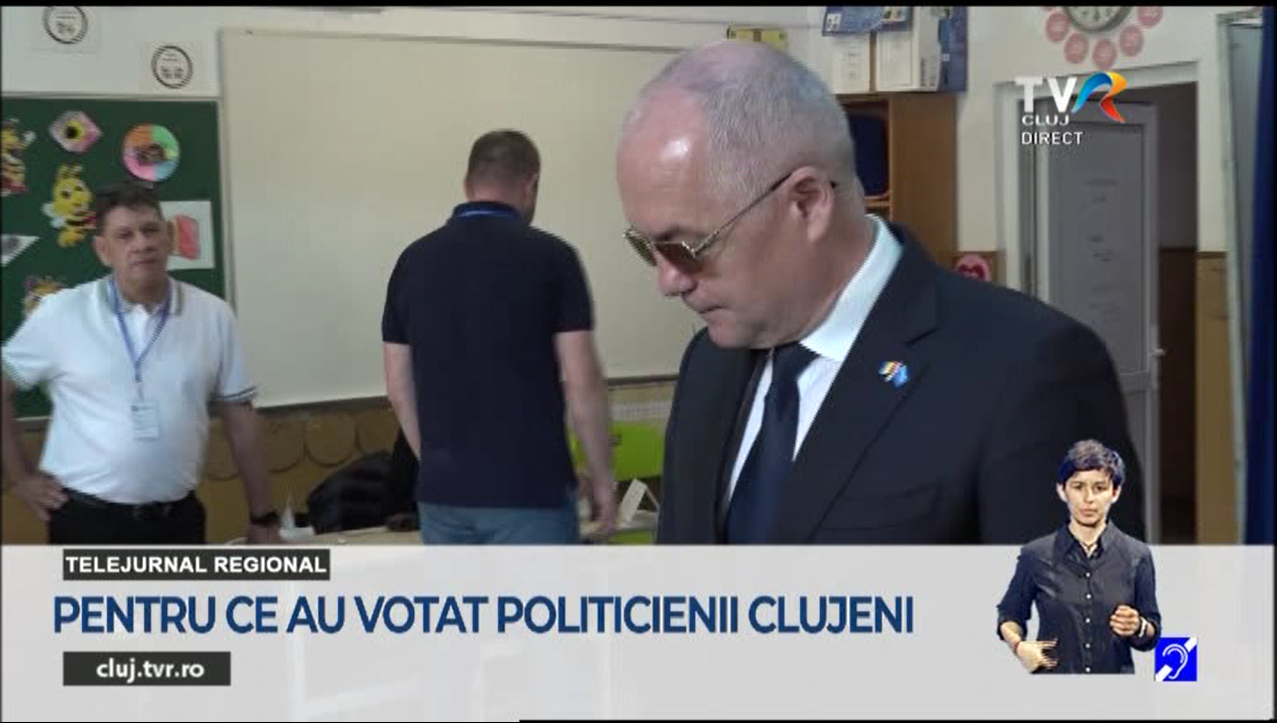 TVR
CLUJ
DIRECT
TELEJURNAL REGIONAL
PENTRU CE AU VOTAT POLITICIENII CLUJENI
cluj.tvr.ro